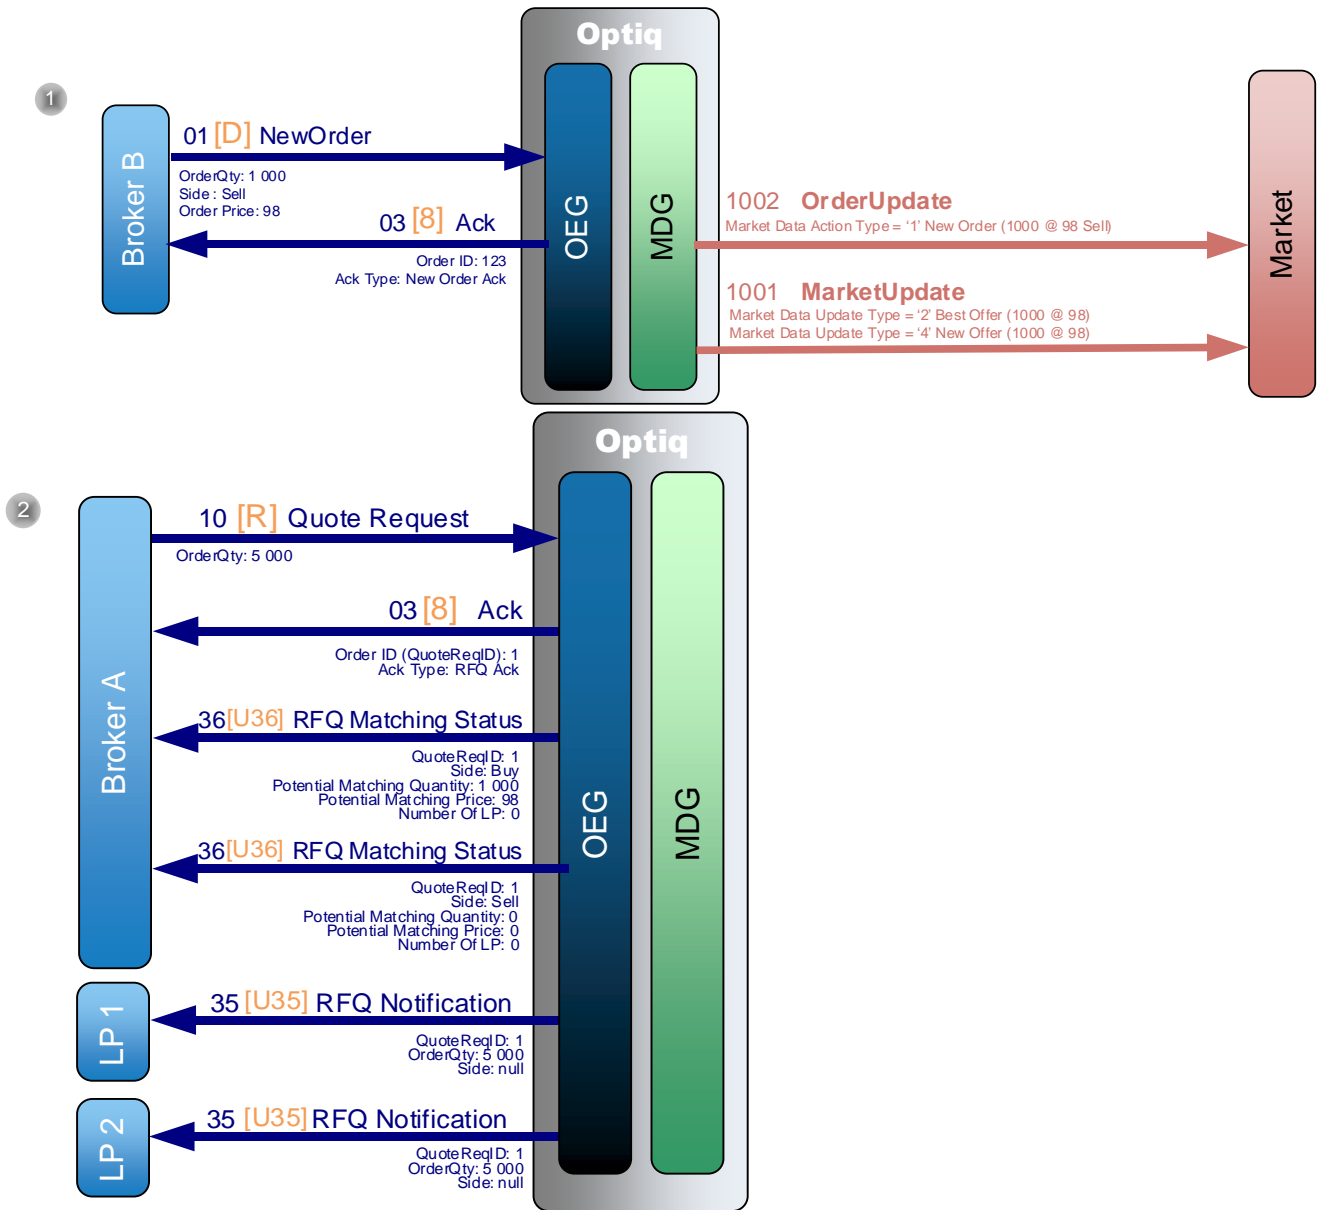 Optiq
1
Broker B
01 [D] NewOrder
OrderQty: 1 000
Side : Sell
Order Price: 98
03 [8] Ack
Order ID: 123
Ack Type: New Order Ack
OEG
MDG
1002 OrderUpdate
Market Data Action Type = ‘1’ New Order (1000 @ 98 Sell)
1001 MarketUpdate
Market Data Update Type = ‘2’ Best Offer (1000 @ 98)
Market Data Update Type = ‘4’ New Offer (1000 @ 98)
Market
Optiq
2
Broker A
10 [R] Quote Request
OrderQty: 5 000
03 [8] Ack
Order ID (QuoteReqID): 1
Ack Type: RFQ Ack
36 [U36] RFQ Matching Status
QuoteReqID: 1
Side: Buy
Potential Matching Quantity: 1 000
Potential Matching Price: 98
Number Of LP: 0
36 [U36] RFQ Matching Status
QuoteReqID: 1
Side: Sell
Potential Matching Quantity: 0
Potential Matching Price: 0
Number Of LP: 0
OEG
MDG
LP 1
35 [U35] RFQ Notification
QuoteReqID: 1
OrderQty: 5 000
Side: null
LP 2
35 [U35] RFQ Notification
QuoteReqID: 1
OrderQty: 5 000
Side: null